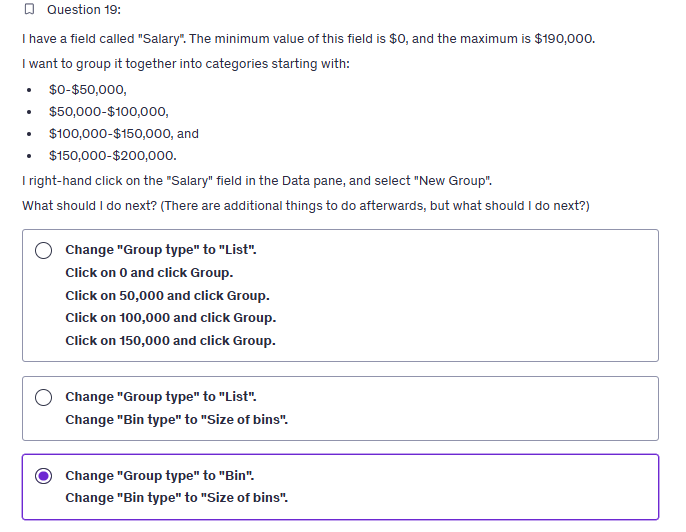 Question 19:
I have a field called "Salary". The minimum value of this field is $0, and the maximum is $190,000.
I want to group it together into categories starting with:
• $0-$50,000,
• $50,000-$100,000,
• $100,000-$150,000, and
• $150,000-$200,000.
I right-hand click on the "Salary" field in the Data pane, and select "New Group".
What should I do next? (There are additional things to do afterwards, but what should I do next?)
Change "Group type" to "List".
Click on 0 and click Group.
Click on 50,000 and click Group.
Click on 100,000 and click Group.
Click on 150,000 and click Group.
Change "Group type" to "List".
Change "Bin type" to "Size of bins".
Change "Group type" to "Bin".
Change "Bin type" to "Size of bins".